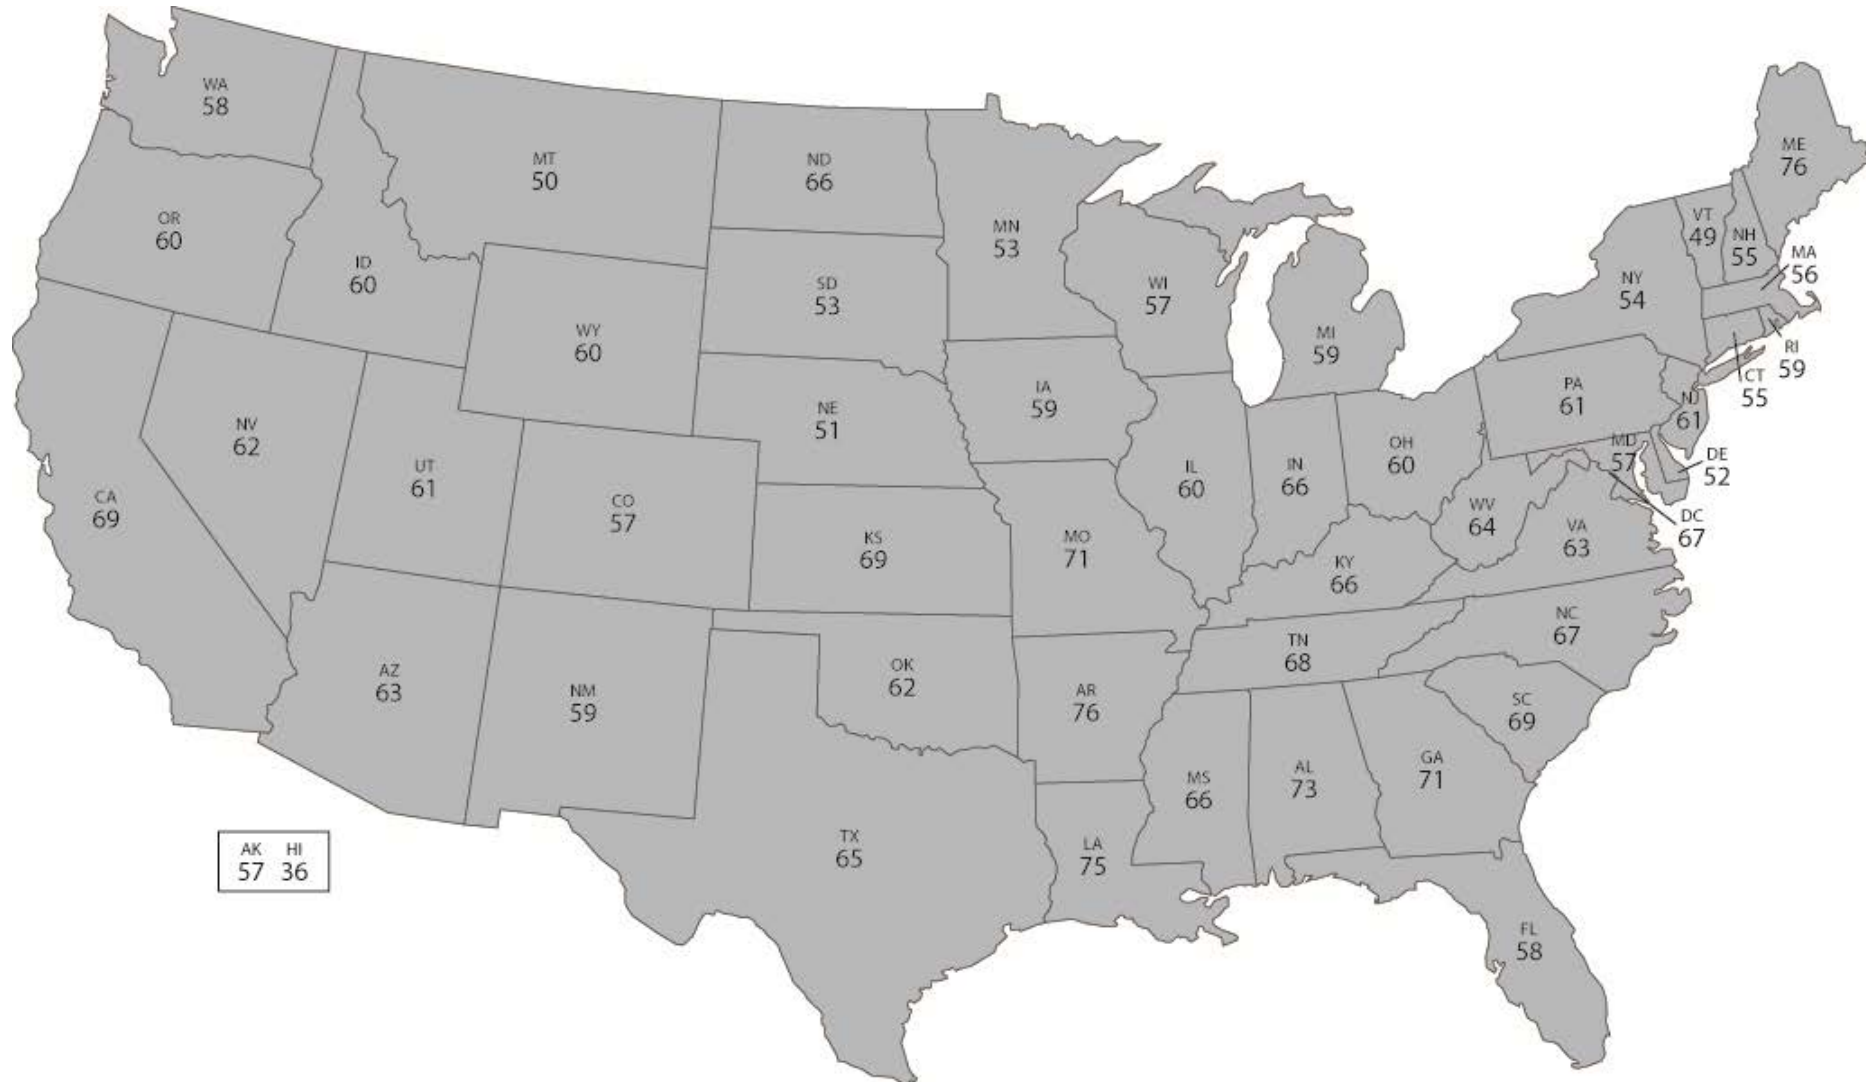 WA
58
MT
50
ND
66
ME
76
OR
60
ID
60
MN
53
VT
49
NH
55
MA
56
SD
53
WI
57
NY
54
WY
60
MI
59
RI
59
CT
55
IA
59
PA
61
NJ
61
NE
51
NV
62
OH
60
MD
57
DE
52
UT
61
IL
60
IN
66
CA
69
CO
57
WV
64
DC
67
VA
63
KS
69
MO
71
KY
66
NC
67
TN
68
AZ
63
NM
59
OK
62
AR
76
SC
69
MS
66
AL
73
GA
71
TX
65
LA
75
AK HI
57 36
FL
58